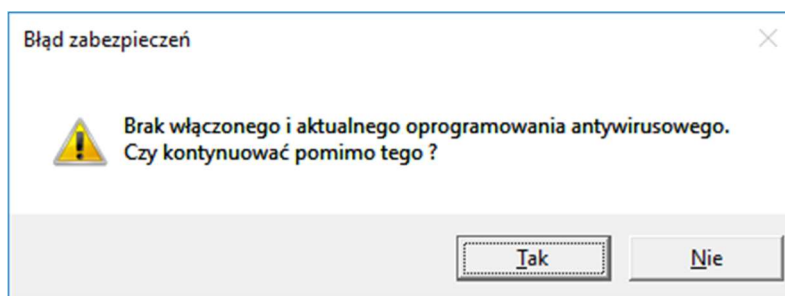 Błąd zabezpieczeń
Brak włączonego i aktualnego oprogramowania antywirusowego.
Czy kontynuować pomimo tego ?
Tak
Nie